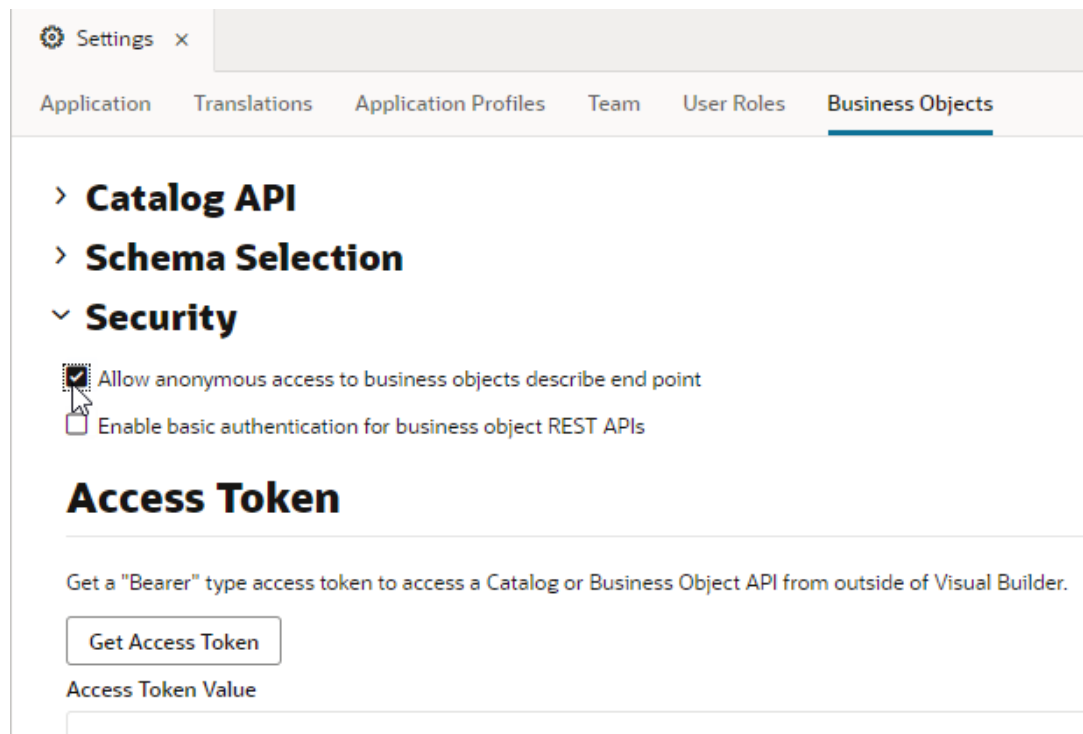 Settings ×
Application Translations Application Profiles Team User Roles Business Objects
Catalog API
Schema Selection
Security
Allow anonymous access to business objects describe end point
Enable basic authentication for business object REST APIs
Access Token
Get a "Bearer" type access token to access a Catalog or Business Object API from outside of Visual Builder.
Get Access Token
Access Token Value